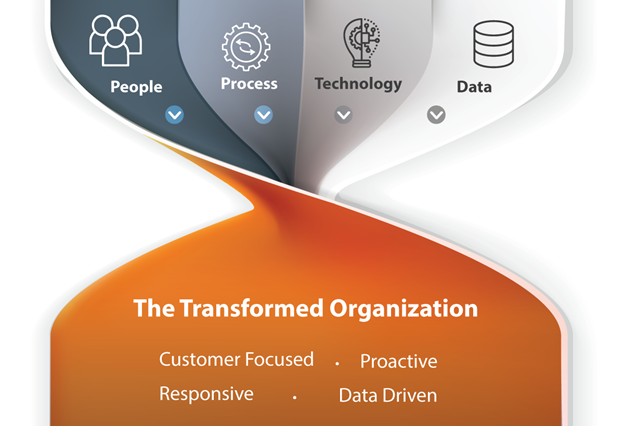 People Process Technology Data
The Transformed Organization
Customer Focused . Proactive
Responsive . Data Driven